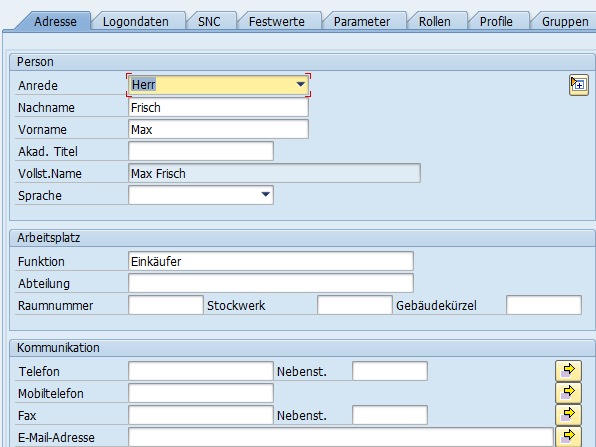 Adresse Logondaten SNC Festwerte Parameter Rollen Profile Gruppen
Person
Anrede Herr
Nachname Frisch
Vorname Max
Akad. Titel
Vollst.Name Max Frisch
Sprache
Arbeitsplatz
Funktion Einkäufer
Abteilung
Raumnummer Stockwerk Gebäudekürzel
Kommunikation
Telefon Nebenst.
Mobiltelefon
Fax Nebenst.
E-Mail-Adresse